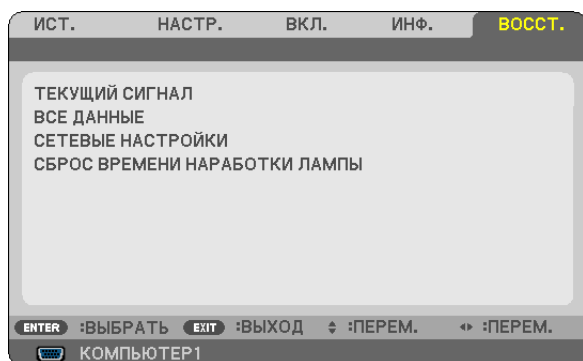 ИСТ. НАСТР. ВКЛ. ИНФ. ВОССТ.
ТЕКУЩИЙ СИГНАЛ
ВСЕ ДАННЫЕ
СЕТЕВЫЕ НАСТРОЙКИ
СБРОС ВРЕМЕНИ НАРАБОТКИ ЛАМПЫ
ENTER :ВЫБРАТЬ EXIT :ВЫХОД :ПЕРЕМ. :ПЕРЕМ.
КОМПЬЮТЕР1